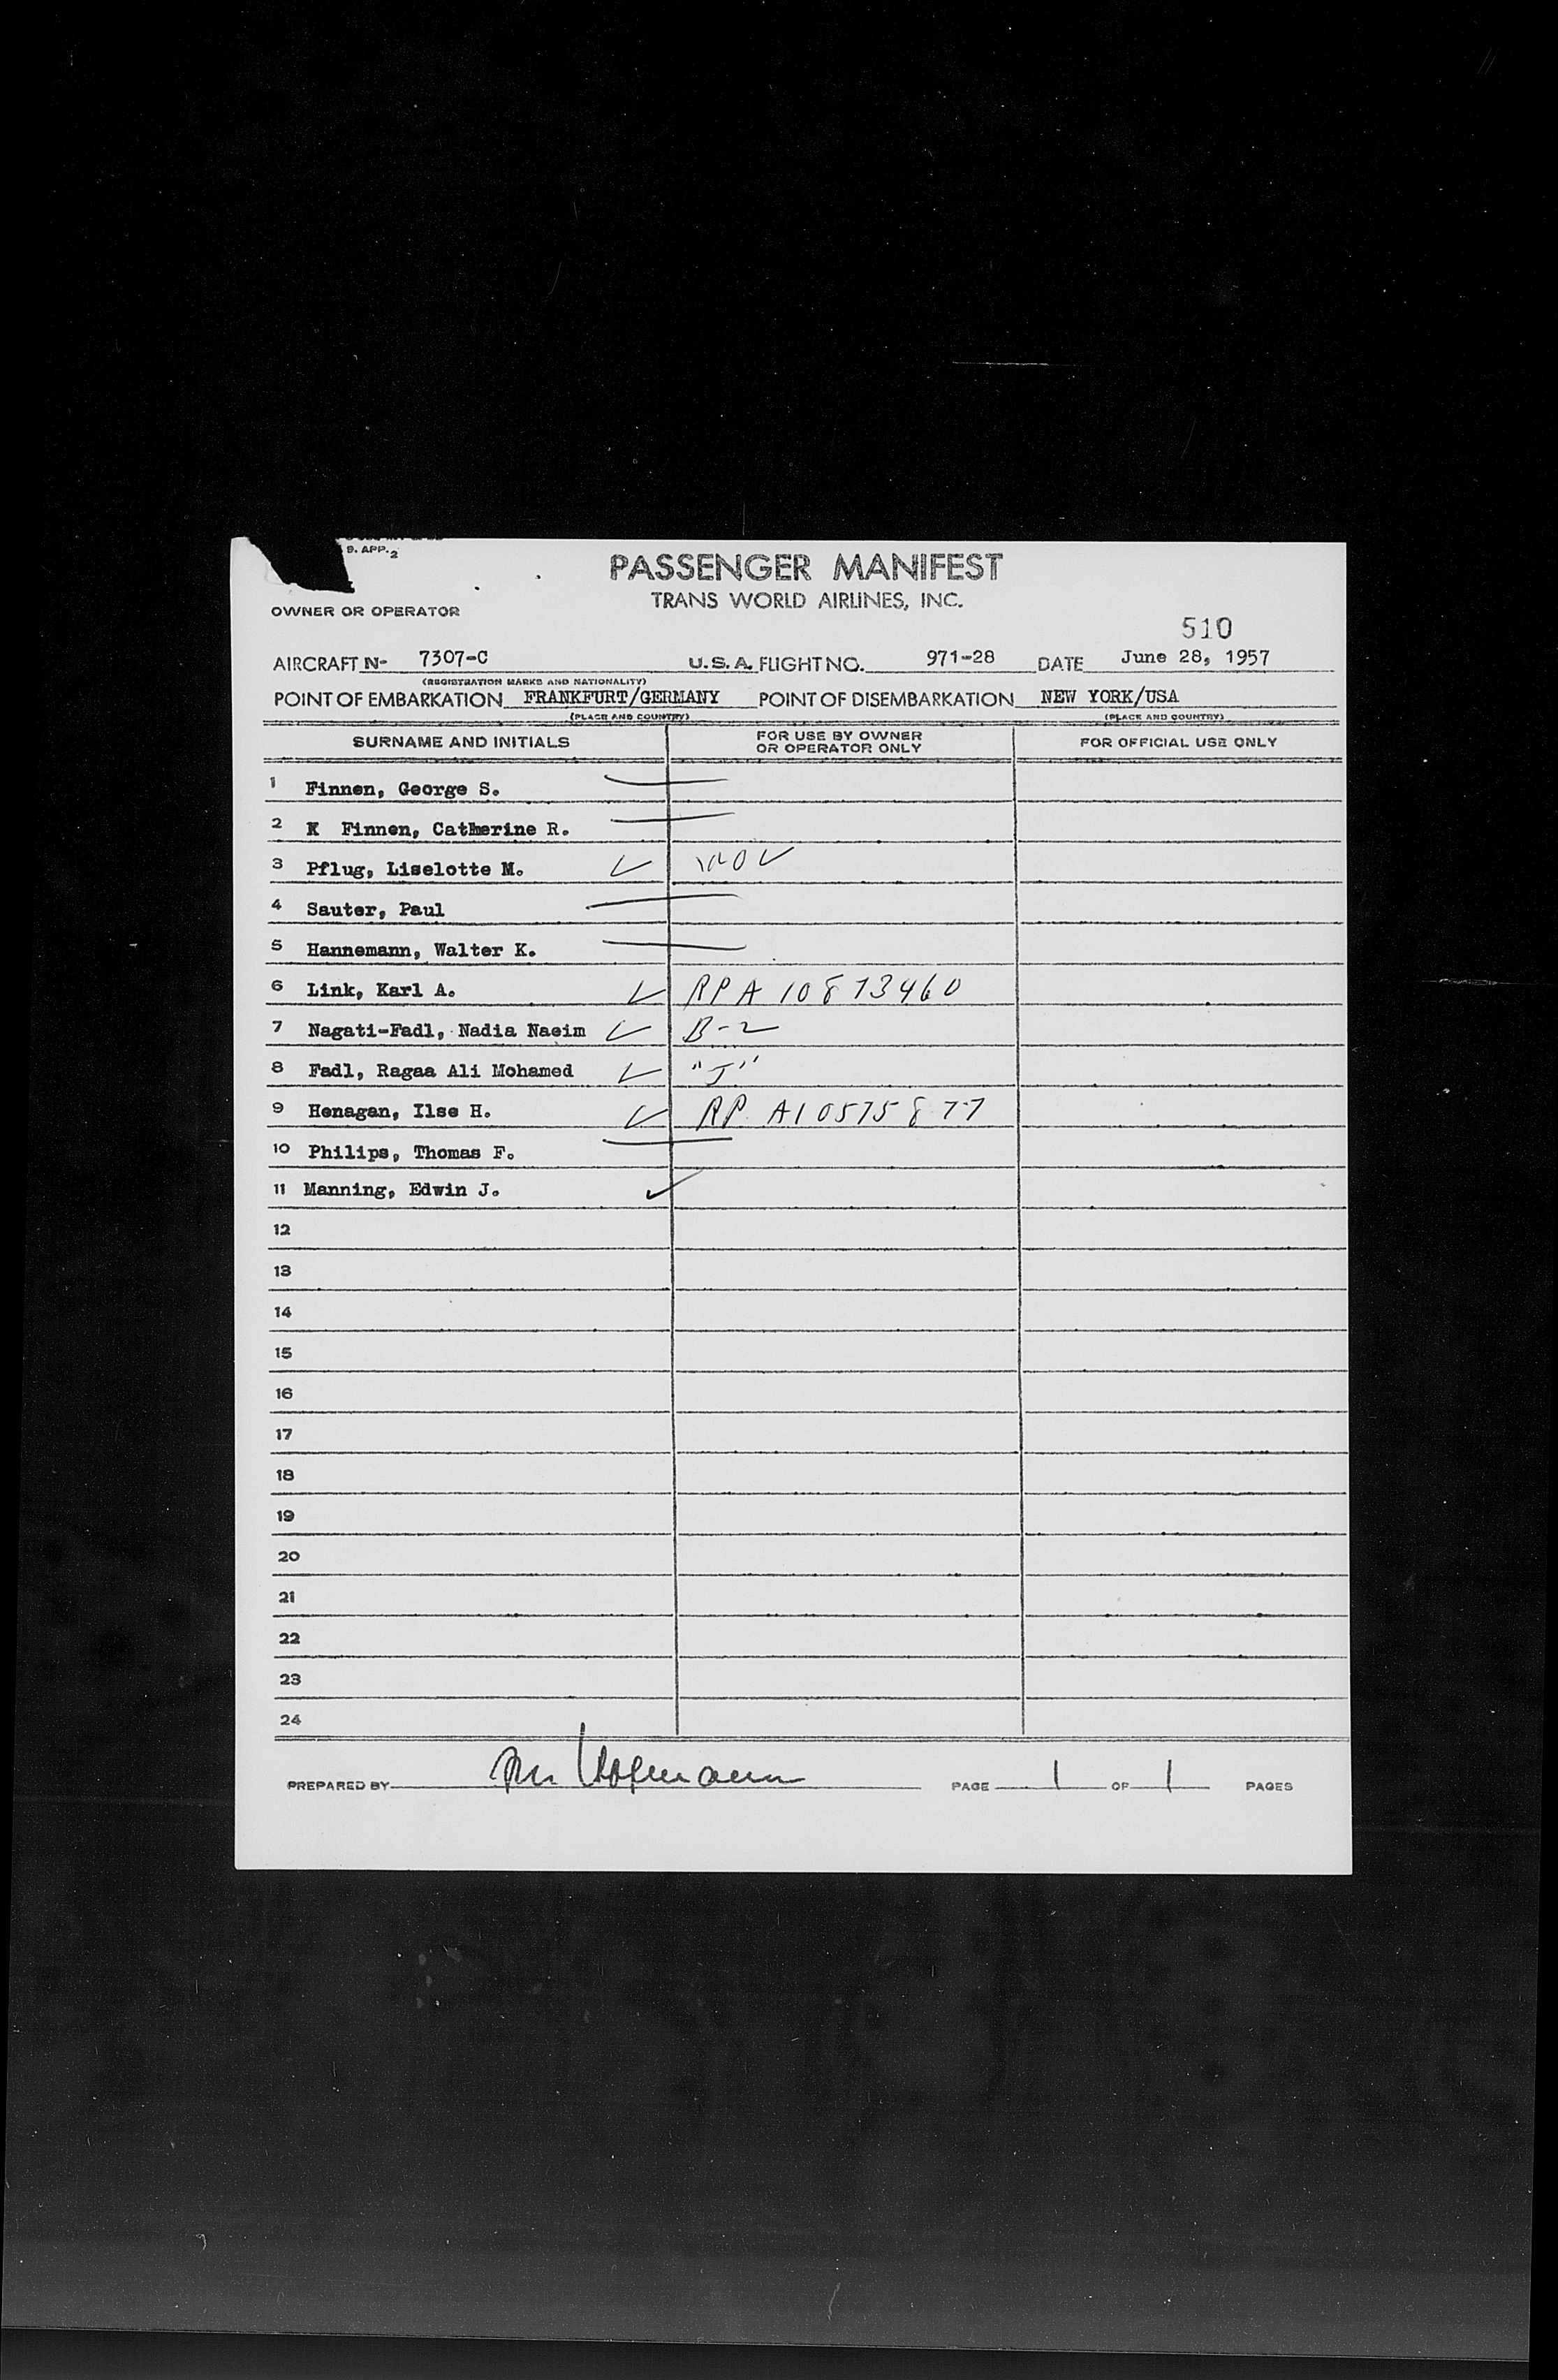 9. APP. 2
PASSENGER MANIFEST
TRANS WORLD AIRLINES, INC.
OWNER OR OPERATOR
510
AIRCRAFT N- 7307-C U.S.A. FLIGHT NO. 971-28 DATE June 28, 1957
(REGISTRATION MARKS AND NATIONALITY)
POINT OF EMBARKATION FRANKFURT/GERMANY POINT OF DISEMBARKATION NEW YORK/USA
(PLACE AND COUNTRY) (PLACE AND COUNTRY)
SURNAME AND INITIALS FOR USE BY OWNER OR OPERATOR ONLY FOR OFFICIAL USE ONLY
1 Finnen, George S.
2 K Finnen, Catherine R.
3 Pflug, Liselotte M. ✓
4 Sauter, Paul
5 Hannemann, Walter K.
6 Link, Karl A. ✓ RP A 10873460
7 Nagati-Fadl, Nadia Naeim ✓ B-2
8 Fadl, Ragaa Ali Mohamed ✓ "J"
9 Henagan, Ilse H. ✓ RP. A10575877
10 Philips, Thomas F.
11 Manning, Edwin J. ✓
12
13
14
15
16
17
18
19
20
21
22
23
24
PREPARED BY PAGE 1 OF 1 PAGES